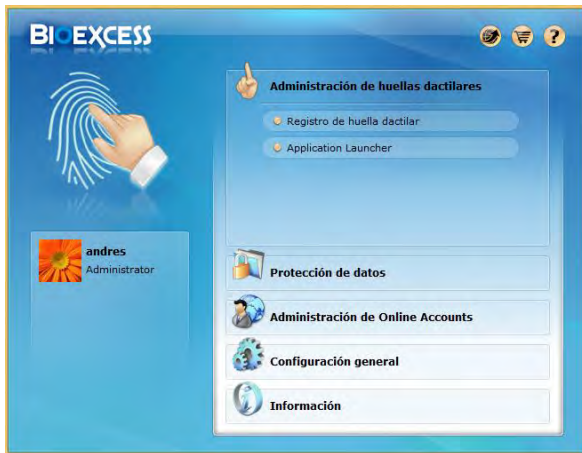 BIOEXCESS
?
Administración de huellas dactilares
Registro de huella dactilar
Application Launcher
andres
Administrator
Protección de datos
Administración de Online Accounts
Configuración general
Información